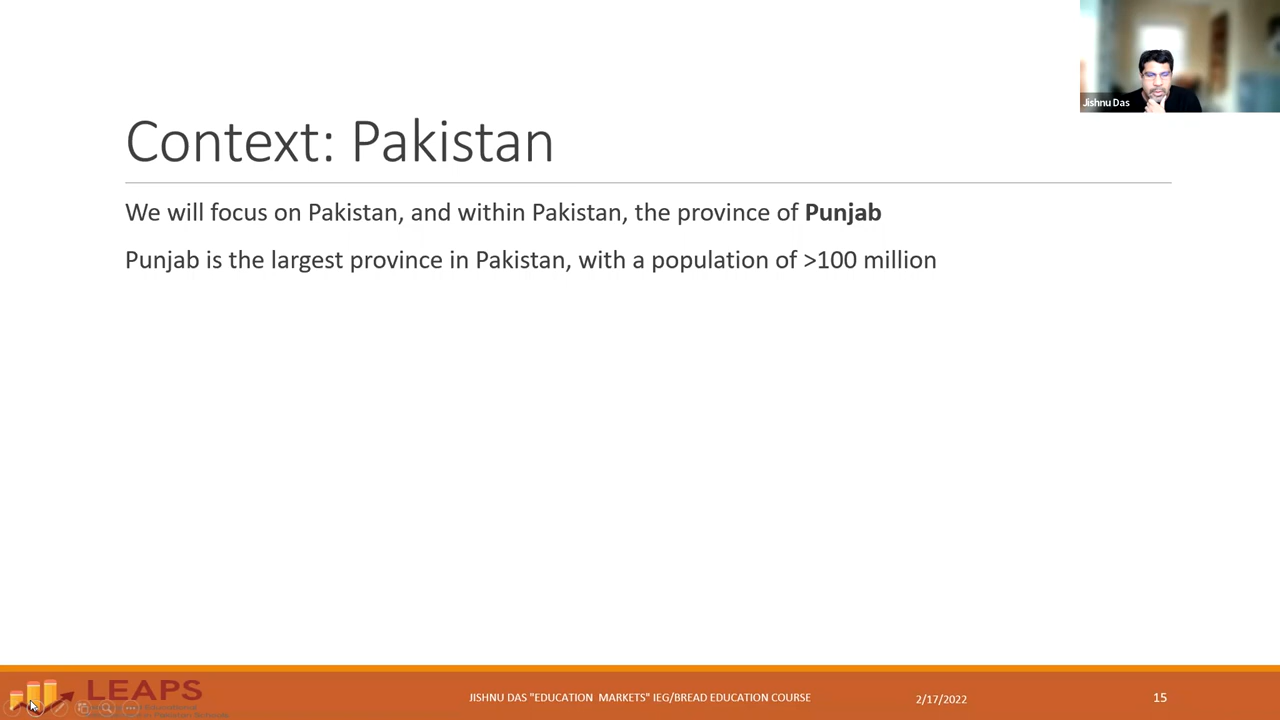 Jishnu Das
Context: Pakistan
We will focus on Pakistan, and within Pakistan, the province of Punjab
Punjab is the largest province in Pakistan, with a population of >100 million
LEAPS
JISHNU DAS "EDUCATION MARKETS" IEG/BREAD EDUCATION COURSE
2/17/2022
15